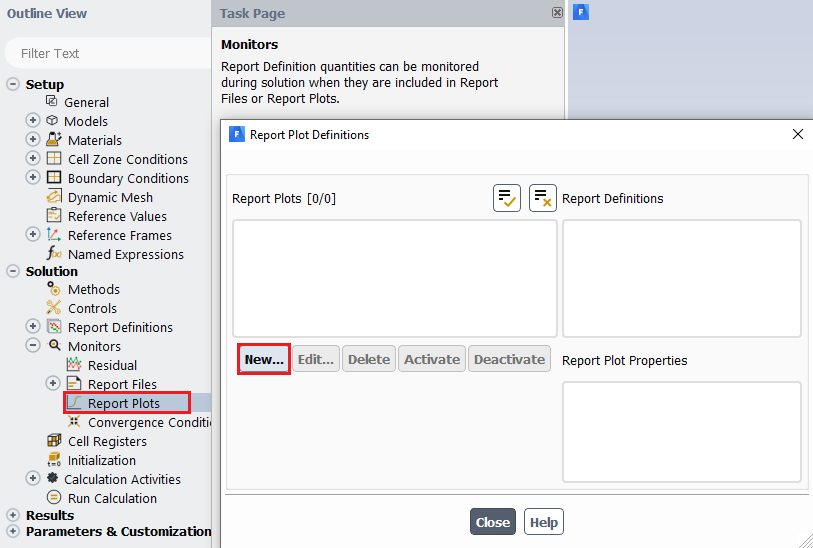 Outline View
Filter Text
Setup
General
Models
Materials
Cell Zone Conditions
Boundary Conditions
Dynamic Mesh
Reference Values
Reference Frames
Named Expressions
Solution
Methods
Controls
Report Definitions
Monitors
Residual
Report Files
Report Plots
Convergence Conditio
Cell Registers
Initialization
Calculation Activities
Run Calculation
Results
Parameters & Customization
Task Page
Monitors
Report Definition quantities can be monitored
during solution when they are included in Report
Files or Report Plots.
Report Plot Definitions
Report Plots [0/0]
Report Definitions
New... Edit... Delete Activate Deactivate
Report Plot Properties
Close Help